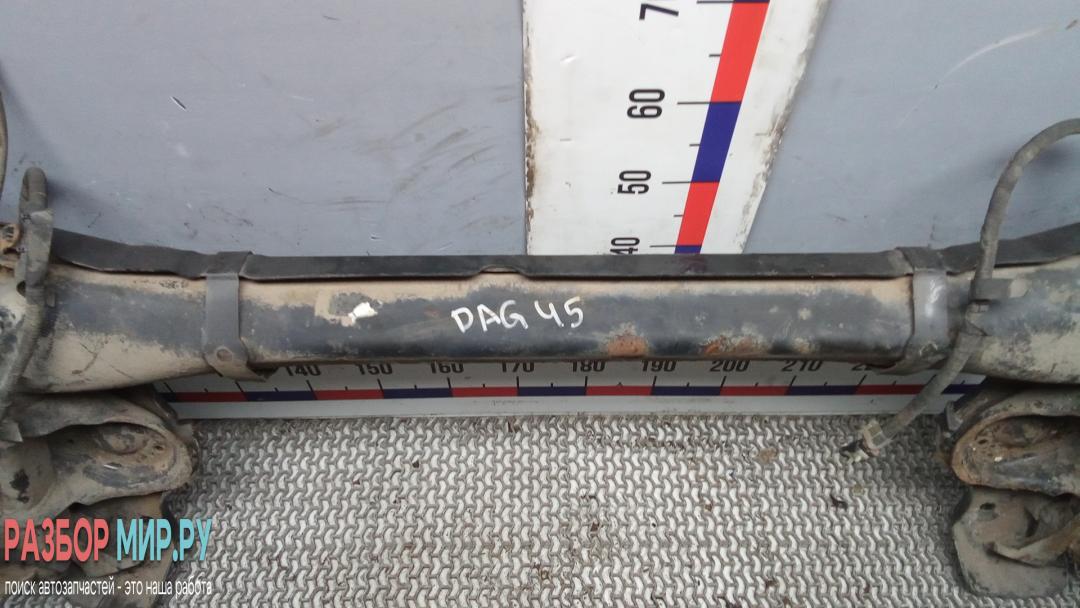 70
60
50
40
DAG 45
140 150 160 170 180 190 200 210
РАЗБОР МИР.РУ
поиск автозапчастей - это наша работа